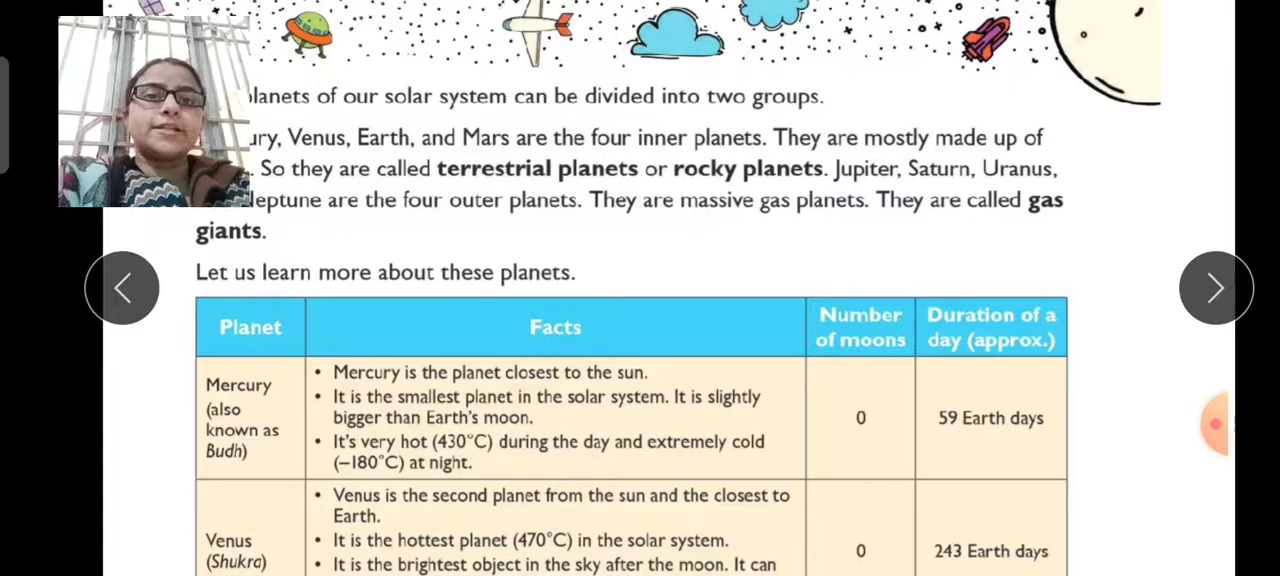 lanets of our solar system can be divided into two groups.
ury, Venus, Earth, and Mars are the four inner planets. They are mostly made up of
. So they are called terrestrial planets or rocky planets. Jupiter, Saturn, Uranus,
eptune are the four outer planets. They are massive gas planets. They are called gas
giants.
Let us learn more about these planets.
Planet
Facts
Number
of moons
Duration of a
day (approx.)
Mercury
(also
known as
Budh)
• Mercury is the planet closest to the sun.
• It is the smallest planet in the solar system. It is slightly
bigger than Earth's moon.
• It's very hot (430°C) during the day and extremely cold
(–180°C) at night.
0
59 Earth days
Venus
(Shukra)
• Venus is the second planet from the sun and the closest to
Earth.
• It is the hottest planet (470°C) in the solar system.
• It is the brightest object in the sky after the moon. It can
0
243 Earth days